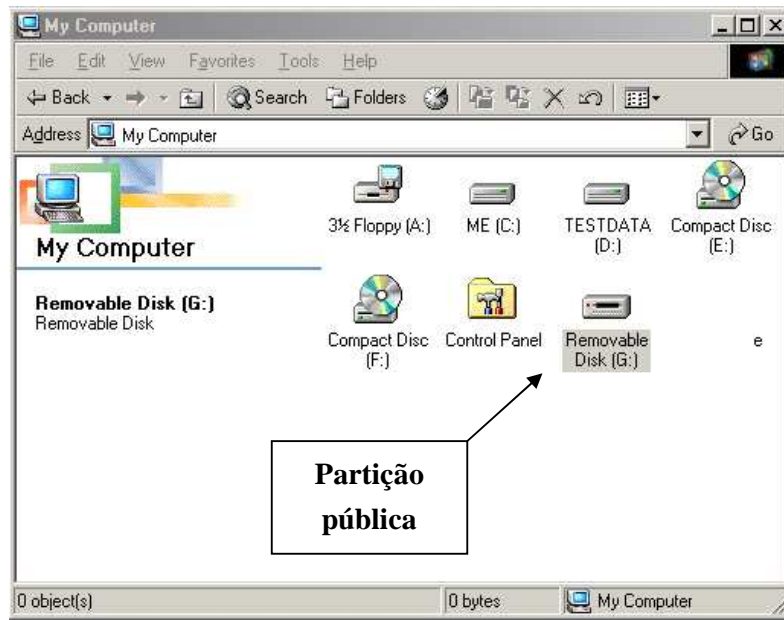 My Computer
File Edit View Favorites Tools Help
Back Search Folders
Address My Computer Go
My Computer
Removable Disk (G:)
Removable Disk
3½ Floppy (A:) ME (C:) TESTDATA (D:) Compact Disc (E:)
Compact Disc (F:) Control Panel Removable Disk (G:) e
Partição
pública
0 object(s) 0 bytes My Computer